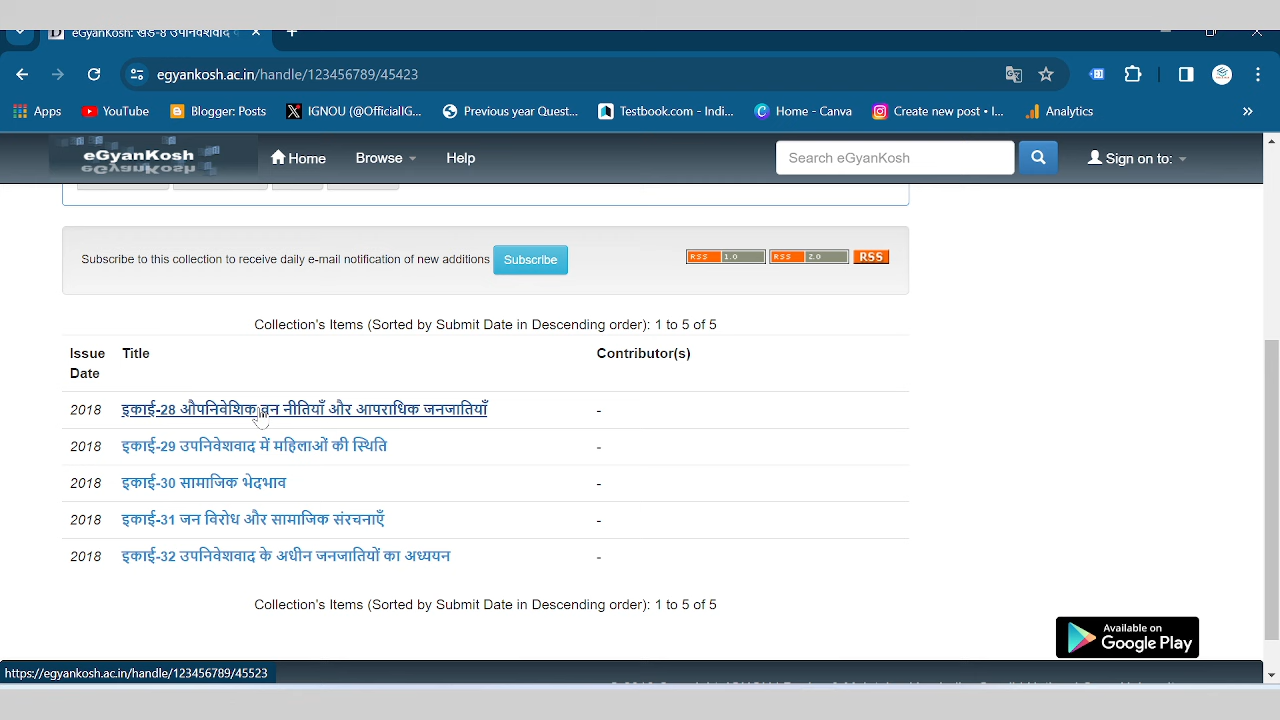 eGyanKosh: खंड-8 उपनिवेशवाद
egyankosh.ac.in/handle/123456789/45423
Apps YouTube Blogger: Posts IGNOU (@OfficialIG... Previous year Quest... Testbook.com - Indi... Home - Canva Create new post • I... Analytics »
eGyanKosh Home Browse Help Search eGyanKosh Sign on to:
Subscribe to this collection to receive daily e-mail notification of new additions Subscribe RSS 1.0 RSS 2.0 RSS
Collection's Items (Sorted by Submit Date in Descending order): 1 to 5 of 5
Issue Title Contributor(s)
Date
2018 इकाई-28 औपनिवेशिक वन नीतियाँ और आपराधिक जनजातियाँ -
2018 इकाई-29 उपनिवेशवाद में महिलाओं की स्थिति -
2018 इकाई-30 सामाजिक भेदभाव -
2018 इकाई-31 जन विरोध और सामाजिक संरचनाएँ -
2018 इकाई-32 उपनिवेशवाद के अधीन जनजातियों का अध्ययन -
Collection's Items (Sorted by Submit Date in Descending order): 1 to 5 of 5
Available on
Google Play
https://egyankosh.ac.in/handle/123456789/45523